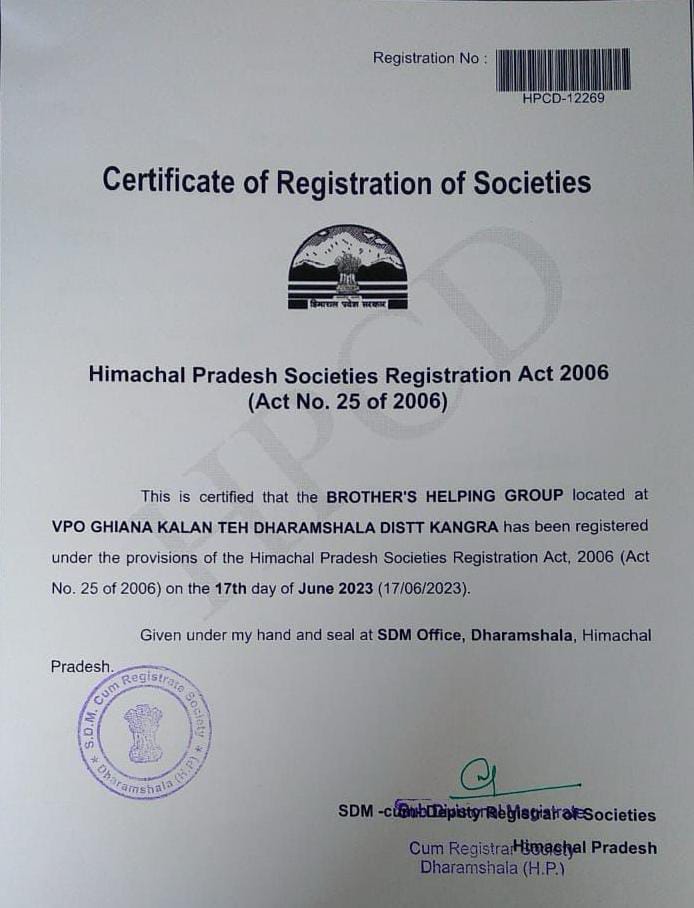 Registration No :
HPCD-12269
Certificate of Registration of Societies
हिमाचल प्रदेश सरकार
Himachal Pradesh Societies Registration Act 2006
(Act No. 25 of 2006)
HPCD
This is certified that the BROTHER'S HELPING GROUP located at
VPO GHIANA KALAN TEH DHARAMSHALA DISTT KANGRA has been registered
under the provisions of the Himachal Pradesh Societies Registration Act, 2006 (Act
No. 25 of 2006) on the 17th day of June 2023 (17/06/2023).
Given under my hand and seal at SDM Office, Dharamshala, Himachal
Pradesh.
S.D.M. Cum Registrate Society
* Dharamshala (H.P.) *
SDM -cum- Deputy Registrar of Societies
Sub Divisional Magistrate
Himachal Pradesh
Cum Registrar Society
Dharamshala (H.P.)